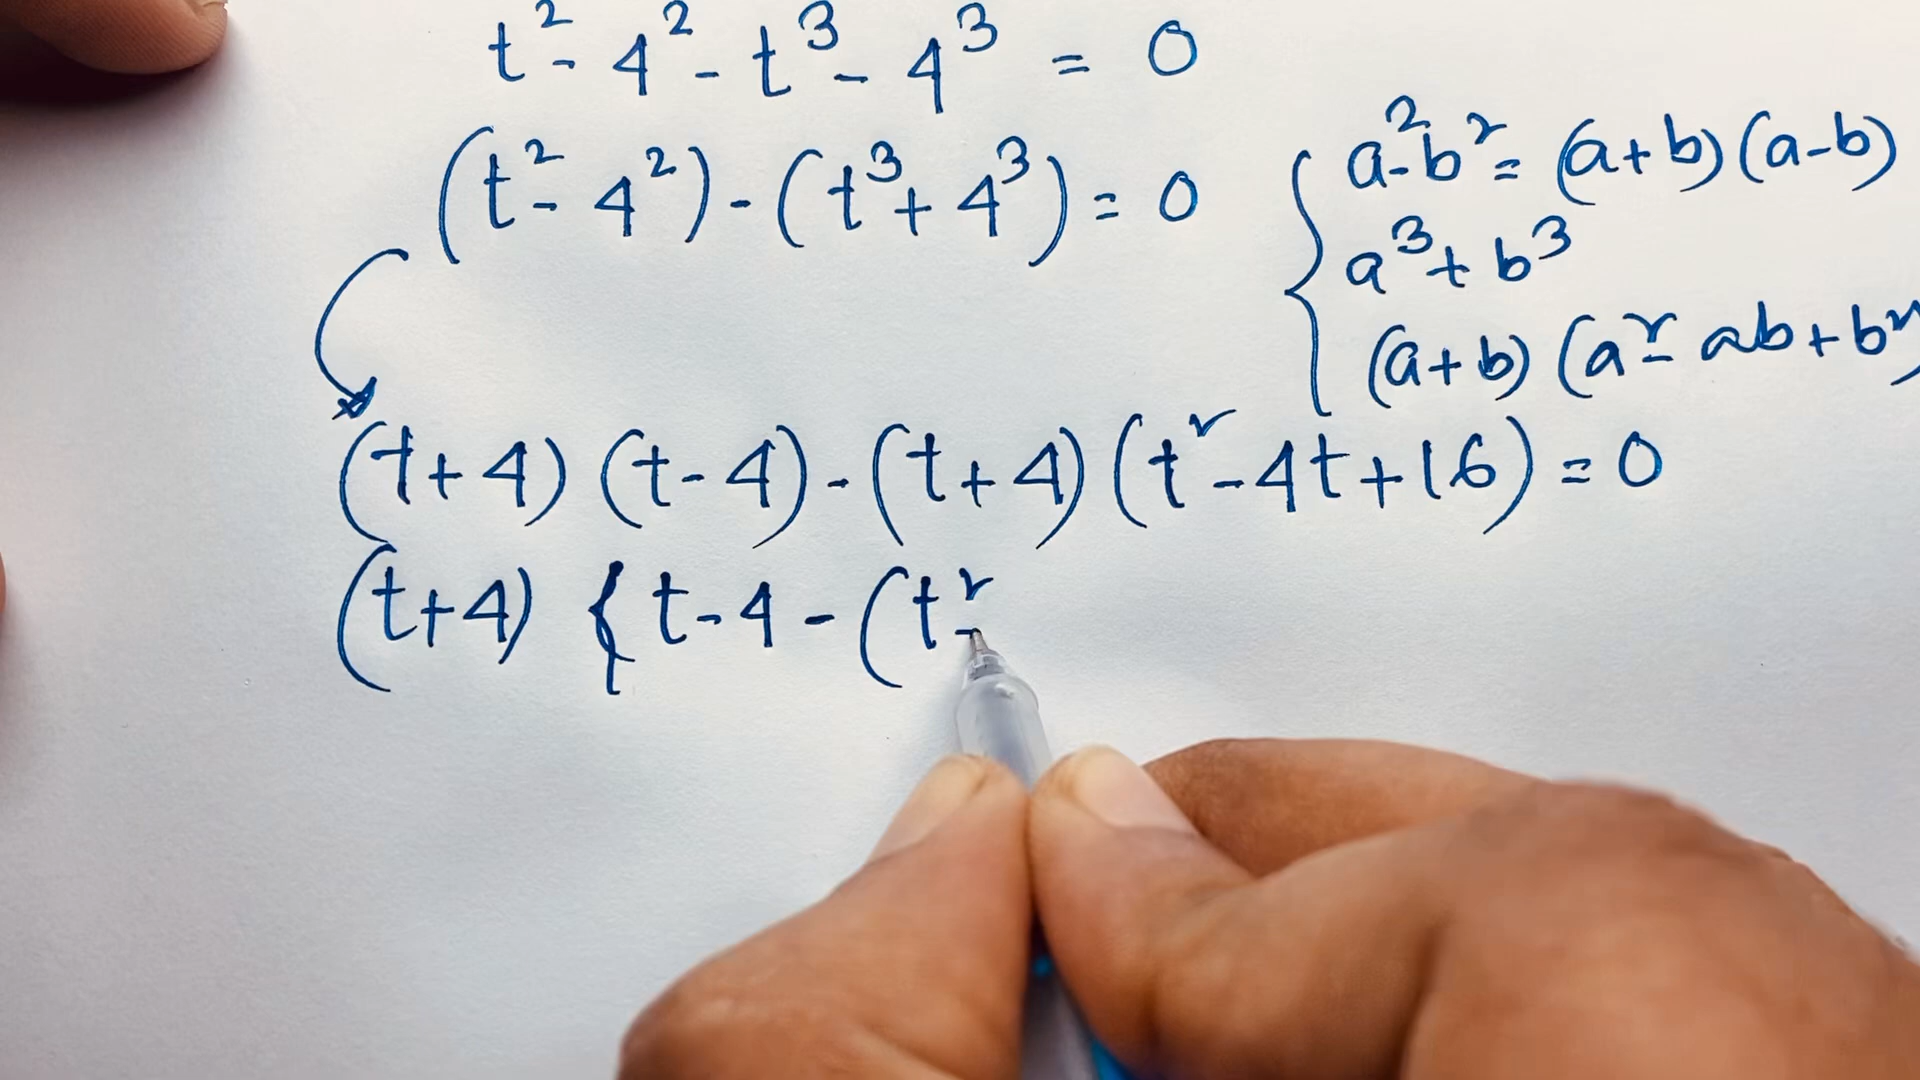 t² - 4² - t³ - 4³ = 0
(t² - 4²) - (t³ + 4³) = 0
a² - b² = (a+b)(a-b)
a³ + b³
(a+b)(a² - ab + b²)
(t+4)(t-4) - (t+4)(t² - 4t + 16) = 0
(t+4) { t - 4 - (t² -